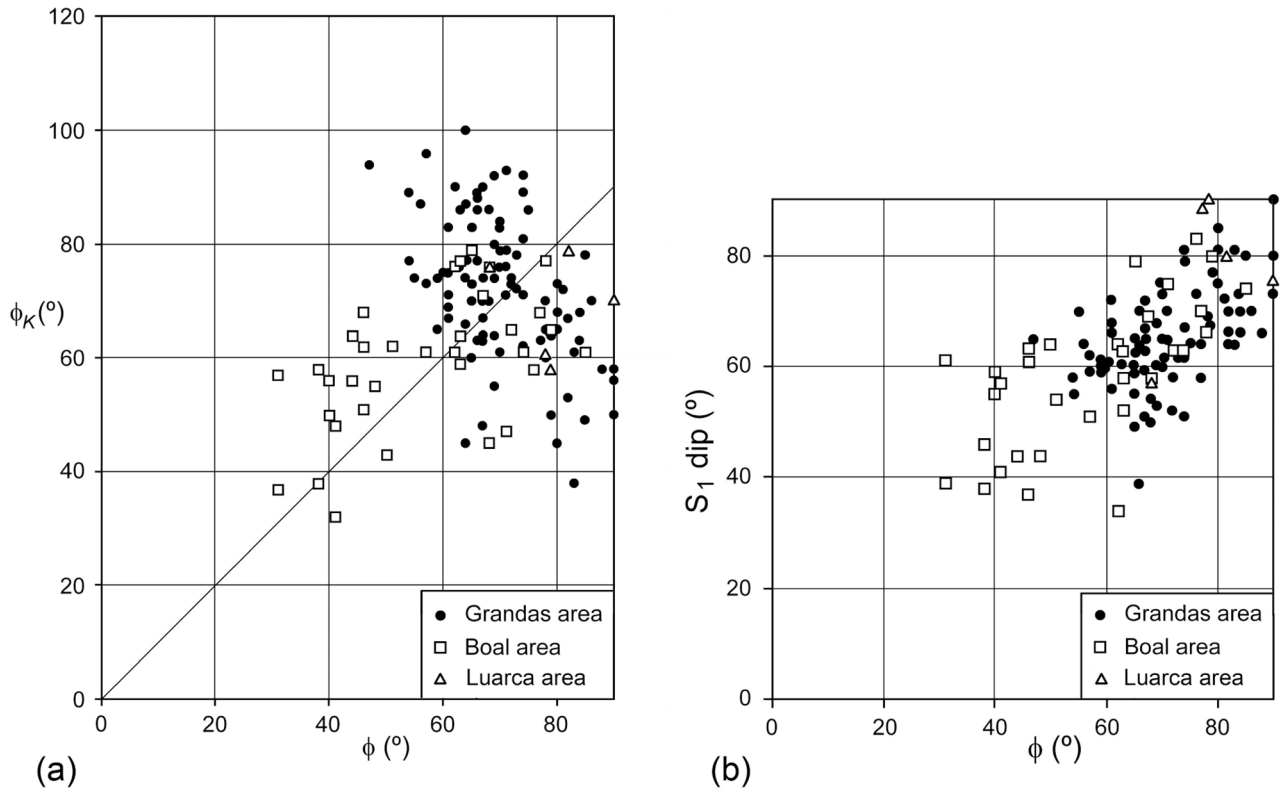 120
100
80
60
40
20
0
ϕK(º)
0 20 40 60 80
ϕ (º)
Grandas area
Boal area
Luarca area
(a)
80
60
40
20
0
S1 dip (º)
0 20 40 60 80
ϕ (º)
Grandas area
Boal area
Luarca area
(b)